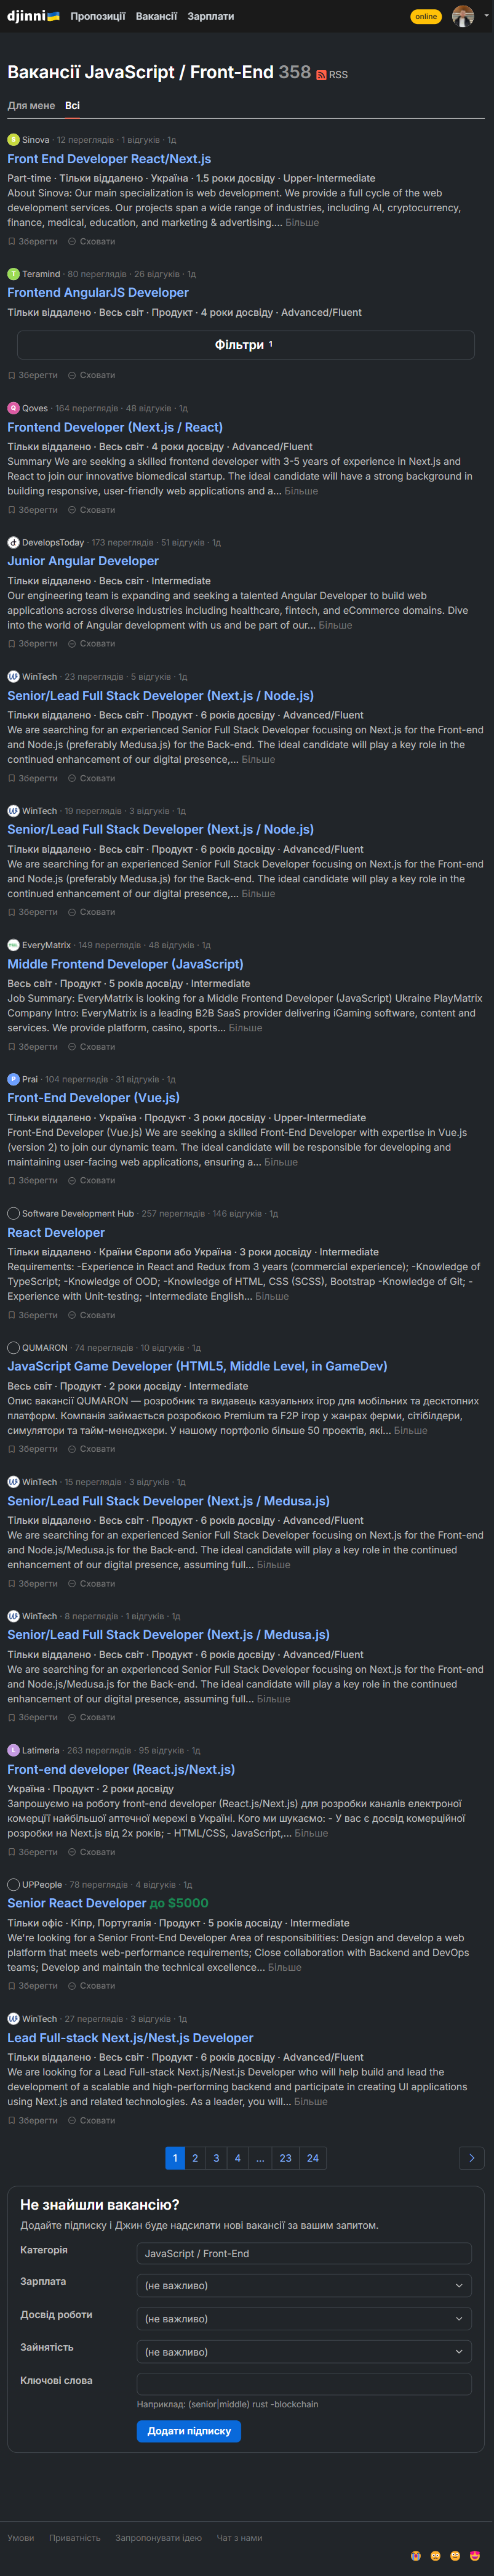 djinni Пропозиції Вакансії Зарплати online
Вакансії JavaScript / Front-End 358 RSS
Для мене Всі
S Sinova · 12 переглядів · 1 відгуків · 1д
Front End Developer React/Next.js
Part-time · Тільки віддалено · Україна · 1.5 роки досвіду · Upper-Intermediate
About Sinova: Our main specialization is web development. We provide a full cycle of the web
development services. Our projects span a wide range of industries, including AI, cryptocurrency,
finance, medical, education, and marketing & advertising.... Більше
Зберегти Сховати
T Teramind · 80 переглядів · 26 відгуків · 1д
Frontend AngularJS Developer
Тільки віддалено · Весь світ · Продукт · 4 роки досвіду · Advanced/Fluent
Фільтри 1
Зберегти Сховати
Q Qoves · 164 переглядів · 48 відгуків · 1д
Frontend Developer (Next.js / React)
Тільки віддалено · Весь світ · 4 роки досвіду · Advanced/Fluent
Summary We are seeking a skilled frontend developer with 3-5 years of experience in Next.js and
React to join our innovative biomedical startup. The ideal candidate will have a strong background in
building responsive, user-friendly web applications and a... Більше
Зберегти Сховати
DevelopsToday · 173 переглядів · 51 відгуків · 1д
Junior Angular Developer
Тільки віддалено · Весь світ · Intermediate
Our engineering team is expanding and seeking a talented Angular Developer to build web
applications across diverse industries including healthcare, fintech, and eCommerce domains. Dive
into the world of Angular development with us and be part of our... Більше
Зберегти Сховати
WinTech · 23 переглядів · 5 відгуків · 1д
Senior/Lead Full Stack Developer (Next.js / Node.js)
Тільки віддалено · Весь світ · Продукт · 6 років досвіду · Advanced/Fluent
We are searching for an experienced Senior Full Stack Developer focusing on Next.js for the Front-end
and Node.js (preferably Medusa.js) for the Back-end. The ideal candidate will play a key role in the
continued enhancement of our digital presence,... Більше
Зберегти Сховати
WinTech · 19 переглядів · 3 відгуків · 1д
Senior/Lead Full Stack Developer (Next.js / Node.js)
Тільки віддалено · Весь світ · Продукт · 6 років досвіду · Advanced/Fluent
We are searching for an experienced Senior Full Stack Developer focusing on Next.js for the Front-end
and Node.js (preferably Medusa.js) for the Back-end. The ideal candidate will play a key role in the
continued enhancement of our digital presence,... Більше
Зберегти Сховати
EveryMatrix · 149 переглядів · 48 відгуків · 1д
Middle Frontend Developer (JavaScript)
Весь світ · Продукт · 5 років досвіду · Intermediate
Job Summary: EveryMatrix is looking for a Middle Frontend Developer (JavaScript) Ukraine PlayMatrix
Company Intro: EveryMatrix is a leading B2B SaaS provider delivering iGaming software, content and
services. We provide platform, casino, sports... Більше
Зберегти Сховати
P Prai · 104 переглядів · 31 відгуків · 1д
Front-End Developer (Vue.js)
Тільки віддалено · Україна · Продукт · 3 роки досвіду · Upper-Intermediate
Front-End Developer (Vue.js) We are seeking a skilled Front-End Developer with expertise in Vue.js
(version 2) to join our dynamic team. The ideal candidate will be responsible for developing and
maintaining user-facing web applications, ensuring a... Більше
Зберегти Сховати
Software Development Hub · 257 переглядів · 146 відгуків · 1д
React Developer
Тільки віддалено · Країни Європи або Україна · 3 роки досвіду · Intermediate
Requirements: -Experience in React and Redux from 3 years (commercial experience); -Knowledge of
TypeScript; -Knowledge of OOD; -Knowledge of HTML, CSS (SCSS), Bootstrap -Knowledge of Git; -
Experience with Unit-testing; -Intermediate English... Більше
Зберегти Сховати
QUMARON · 74 переглядів · 10 відгуків · 1д
JavaScript Game Developer (HTML5, Middle Level, in GameDev)
Весь світ · Продукт · 2 роки досвіду · Intermediate
Опис вакансії QUMARON — розробник та видавець казуальних ігор для мобільних та десктопних
платформ. Компанія займається розробкою Premium та F2P ігор у жанрах ферми, сітібілдери,
симулятори та тайм-менеджери. У нашому портфоліо більше 50 проектів, які... Більше
Зберегти Сховати
WinTech · 15 переглядів · 3 відгуків · 1д
Senior/Lead Full Stack Developer (Next.js / Medusa.js)
Тільки віддалено · Весь світ · Продукт · 6 років досвіду · Advanced/Fluent
We are searching for an experienced Senior Full Stack Developer focusing on Next.js for the Front-end
and Node.js/Medusa.js for the Back-end. The ideal candidate will play a key role in the continued
enhancement of our digital presence, assuming full... Більше
Зберегти Сховати
WinTech · 8 переглядів · 1 відгуків · 1д
Senior/Lead Full Stack Developer (Next.js / Medusa.js)
Тільки віддалено · Весь світ · Продукт · 6 років досвіду · Advanced/Fluent
We are searching for an experienced Senior Full Stack Developer focusing on Next.js for the Front-end
and Node.js/Medusa.js for the Back-end. The ideal candidate will play a key role in the continued
enhancement of our digital presence, assuming full... Більше
Зберегти Сховати
L Latimeria · 263 переглядів · 95 відгуків · 1д
Front-end developer (React.js/Next.js)
Україна · Продукт · 2 роки досвіду
Запрошуємо на роботу front-end developer (React.js/Next.js) для розробки каналів електроної
комерції найбільшої аптечної мережі в Україні. Кого ми шукаємо: - У вас є досвід комерційної
розробки на Next.js від 2х років; - HTML/CSS, JavaScript,... Більше
Зберегти Сховати
UPPeople · 78 переглядів · 4 відгуків · 1д
Senior React Developer до $5000
Тільки офіс · Кіпр, Португалія · Продукт · 5 років досвіду · Intermediate
We're looking for a Senior Front-End Developer Area of responsibilities: Design and develop a web
platform that meets web-performance requirements; Close collaboration with Backend and DevOps
teams; Develop and maintain the technical excellence... Більше
Зберегти Сховати
WinTech · 27 переглядів · 3 відгуків · 1д
Lead Full-stack Next.js/Nest.js Developer
Тільки віддалено · Весь світ · Продукт · 6 років досвіду · Advanced/Fluent
We are looking for a Lead Full-stack Next.js/Nest.js Developer who will help build and lead the
development of a scalable and high-performing backend and participate in creating UI applications
using Next.js and related technologies. As a leader, you will... Більше
Зберегти Сховати
1 2 3 4 ... 23 24
Не знайшли вакансію?
Додайте підписку і Джин буде надсилати нові вакансії за вашим запитом.
Категорія JavaScript / Front-End
Зарплата (не важливо)
Досвід роботи (не важливо)
Зайнятість (не важливо)
Ключові слова
Наприклад: (senior|middle) rust -blockchain
Додати підписку
Умови Приватність Запропонувати ідею Чат з нами